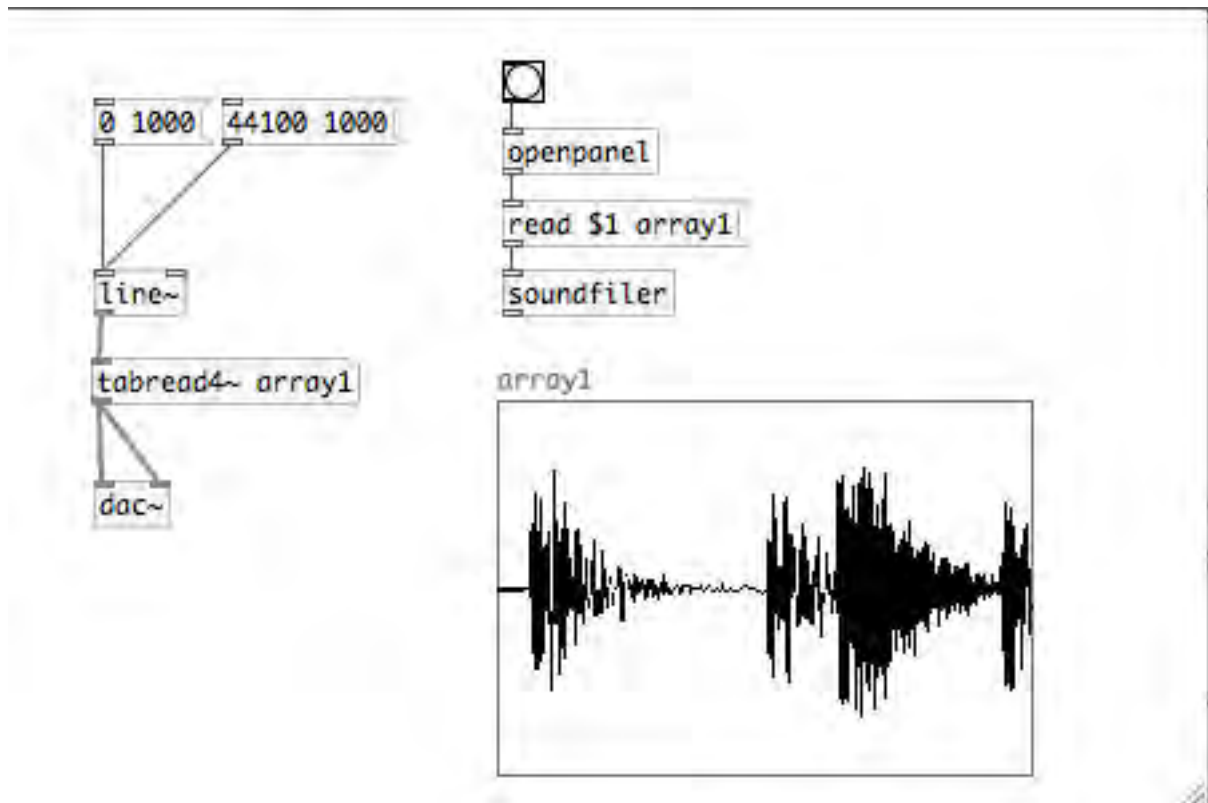 0 1000
44100 1000
line~
tabread4~ array1
dac~
openpanel
read $1 array1
soundfiler
array1